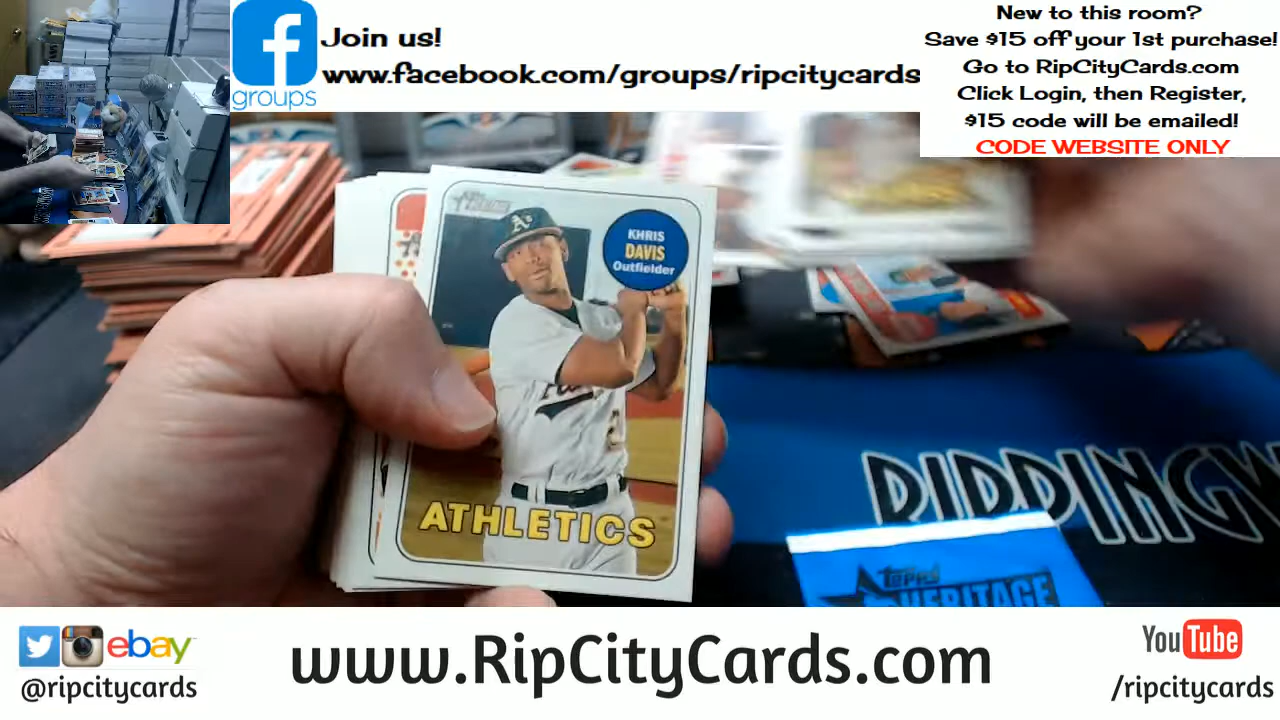 Join us!
www.facebook.com/groups/ripcitycards
groups
New to this room?
Save $15 off your 1st purchase!
Go to RipCityCards.com
Click Login, then Register,
$15 code will be emailed!
CODE WEBSITE ONLY
Heritage
A's
KHRIS
DAVIS
Outfielder
ATHLETICS
RIPPINGW
Topps
HERITAGE
ebay
@ripcitycards
www.RipCityCards.com
YouTube
/ripcitycards